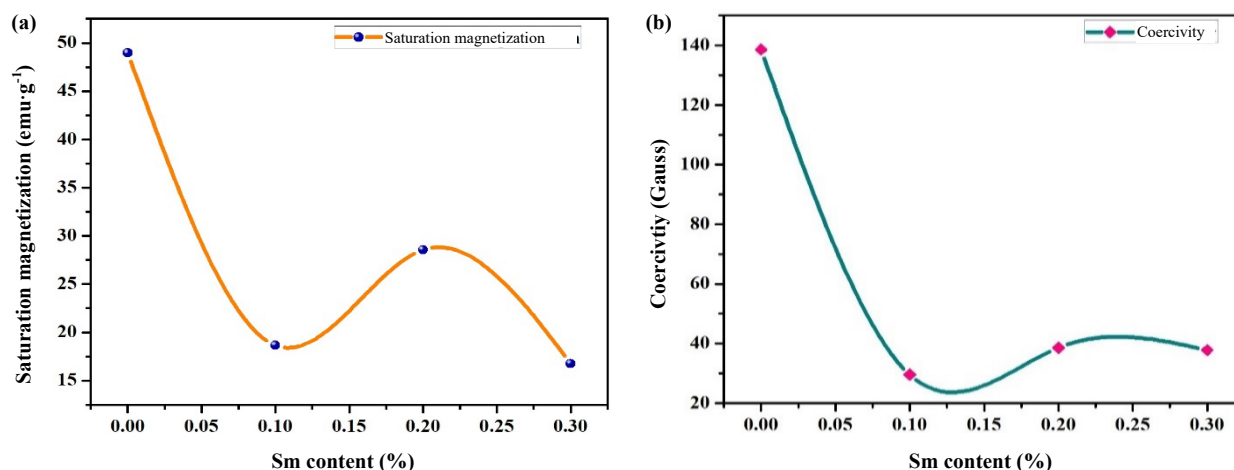 (a)
Saturation magnetization
50
45
40
35
30
25
20
15
Saturation magnetization (emu·g⁻¹)
0.00 0.05 0.10 0.15 0.20 0.25 0.30
Sm content (%)
(b)
Coercivity
140
120
100
80
60
40
20
Coercivtiy (Gauss)
0.00 0.05 0.10 0.15 0.20 0.25 0.30
Sm content (%)